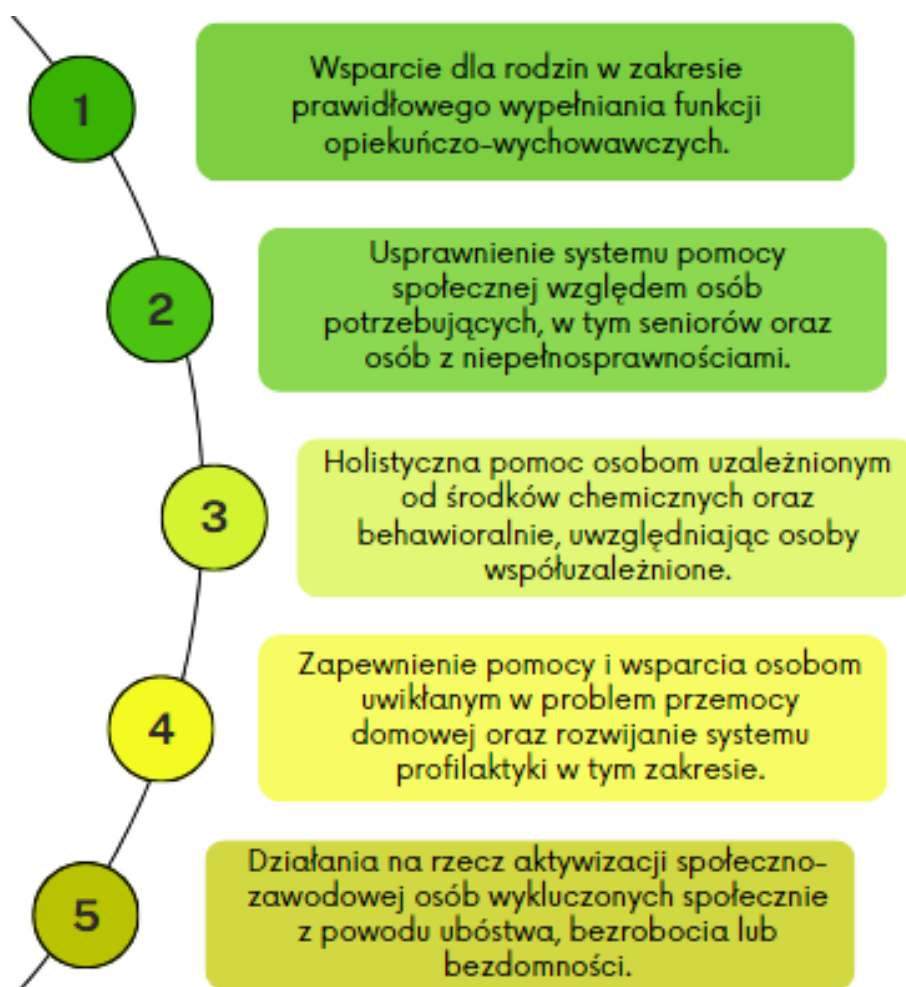 1
Wsparcie dla rodzin w zakresie
prawidłowego wypełniania funkcji
opiekuńczo-wychowawczych.
2
Usprawnienie systemu pomocy
społecznej względem osób
potrzebujących, w tym seniorów oraz
osób z niepełnosprawnościami.
3
Holistyczna pomoc osobom uzależnionym
od środków chemicznych oraz
behawioralnie, uwzględniając osoby
współuzależnione.
4
Zapewnienie pomocy i wsparcia osobom
uwikłanym w problem przemocy
domowej oraz rozwijanie systemu
profilaktyki w tym zakresie.
5
Działania na rzecz aktywizacji społeczno-
zawodowej osób wykluczonych społecznie
z powodu ubóstwa, bezrobocia lub
bezdomności.